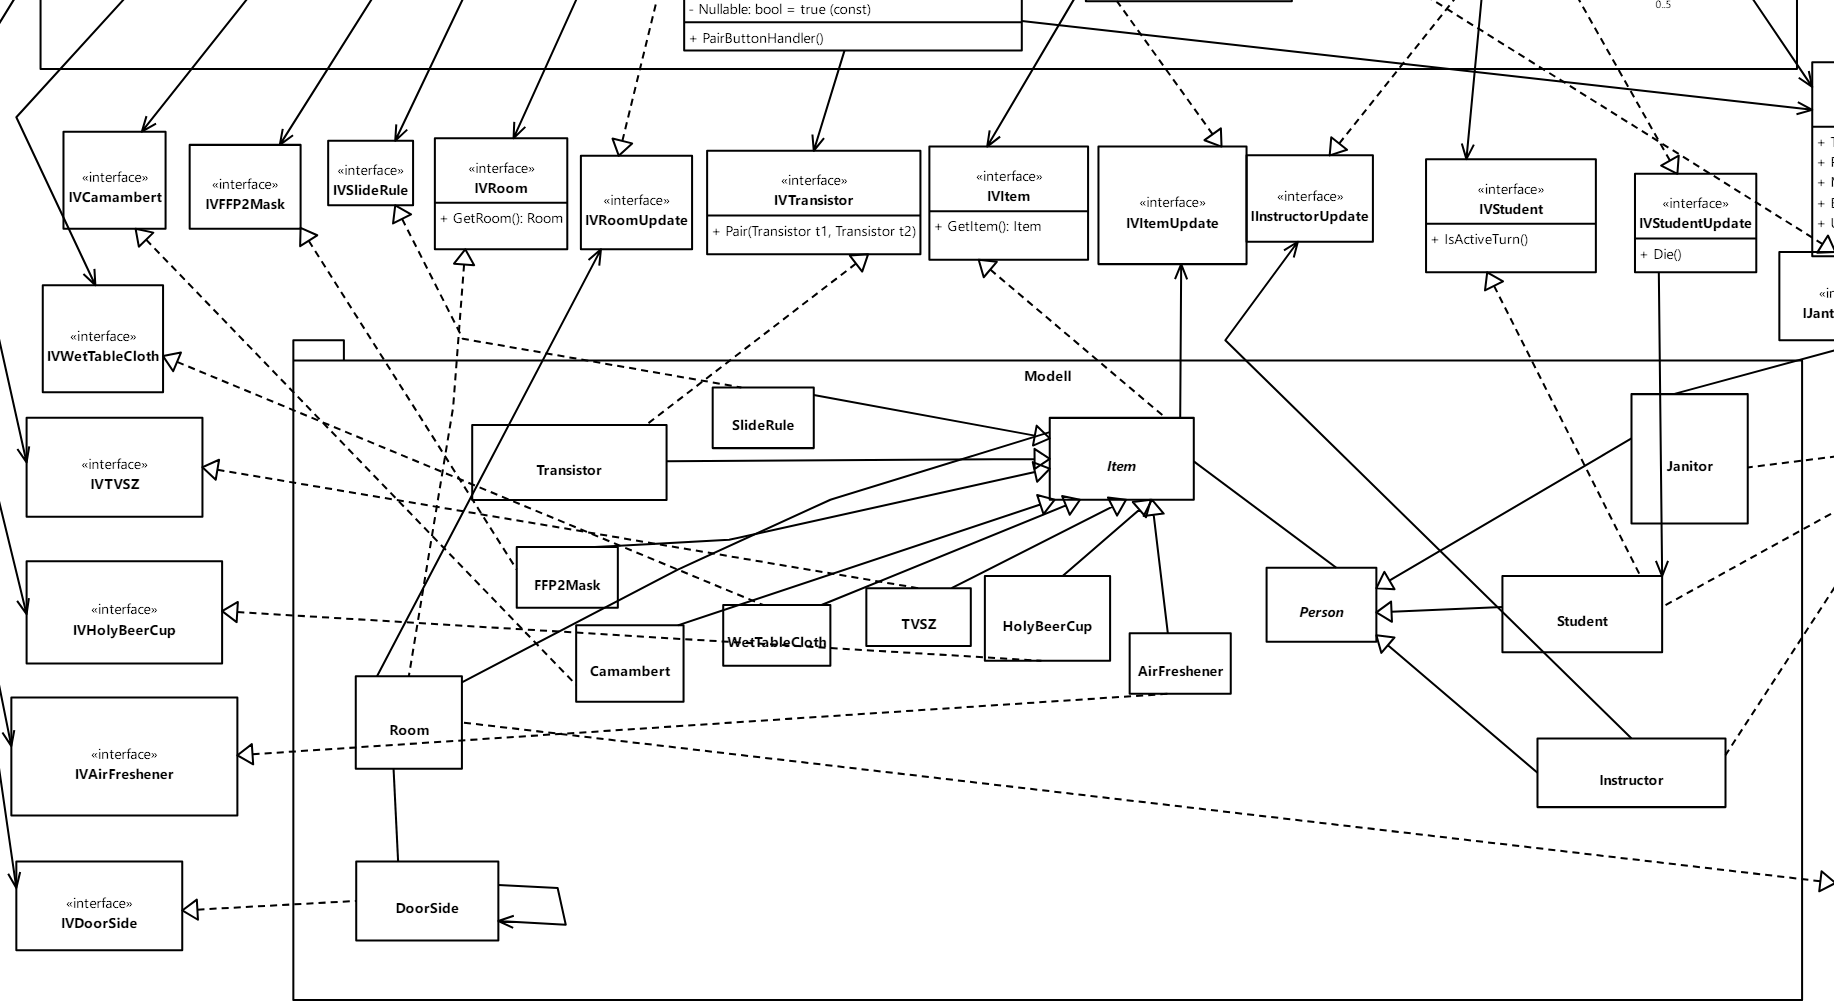 - Nullable: bool = true (const)
+ PairButtonHandler()
0..5
«interface»
IVCamambert
«interface»
IVFFP2Mask
«interface»
IVSlideRule
«interface»
IVRoom
+ GetRoom(): Room
«interface»
IVRoomUpdate
«interface»
IVTransistor
+ Pair(Transistor t1, Transistor t2)
«interface»
IVItem
+ GetItem(): Item
«interface»
IVItemUpdate
«interface»
IInstructorUpdate
«interface»
IVStudent
+ IsActiveTurn()
«interface»
IVStudentUpdate
+ Die()
«in
IJant
«interface»
IVWetTableCloth
Modell
SlideRule
Transistor
Item
Janitor
«interface»
IVTVSZ
FFP2Mask
«interface»
IVHolyBeerCup
Camambert
WetTableCloth
TVSZ
HolyBeerCup
AirFreshener
Person
Student
Room
«interface»
IVAirFreshener
Instructor
«interface»
IVDoorSide
DoorSide